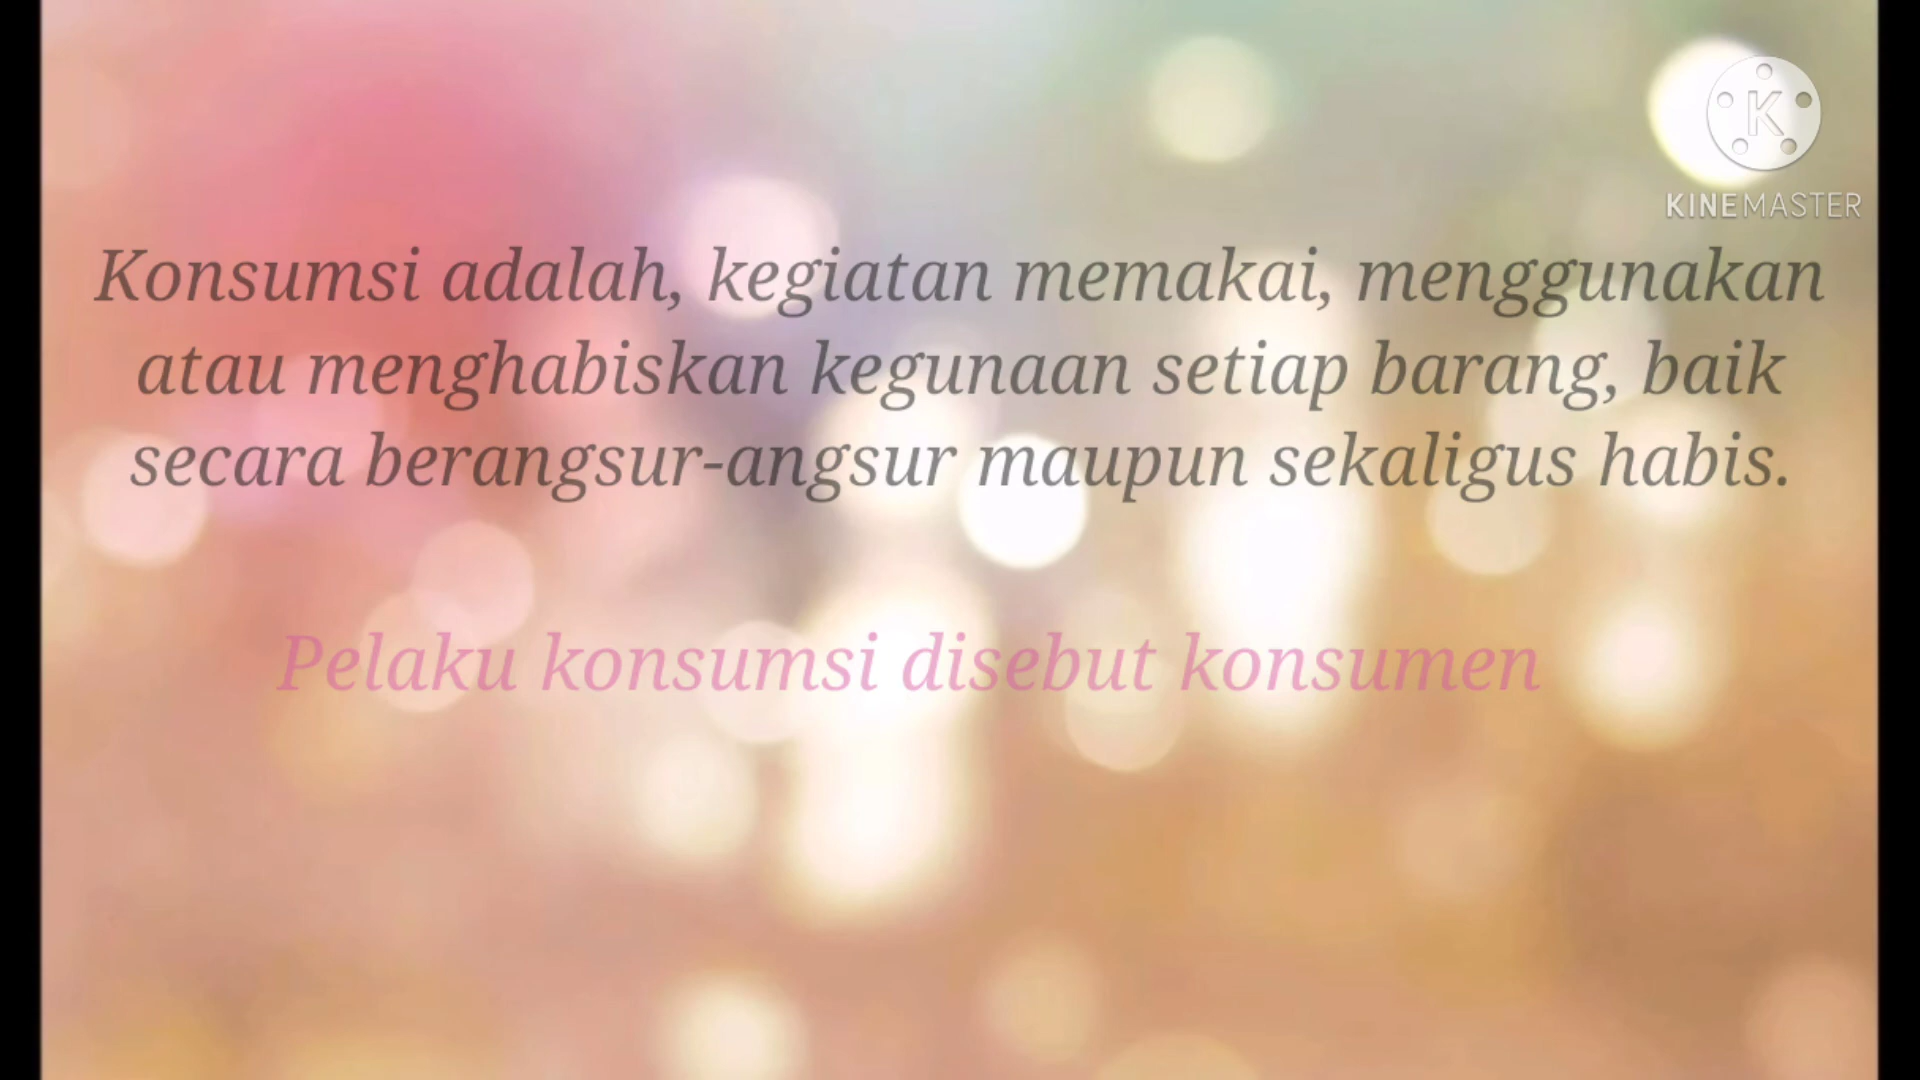 K
KINEMASTER
Konsumsi adalah, kegiatan memakai, menggunakan
atau menghabiskan kegunaan setiap barang, baik
secara berangsur-angsur maupun sekaligus habis.
Pelaku konsumsi disebut konsumen